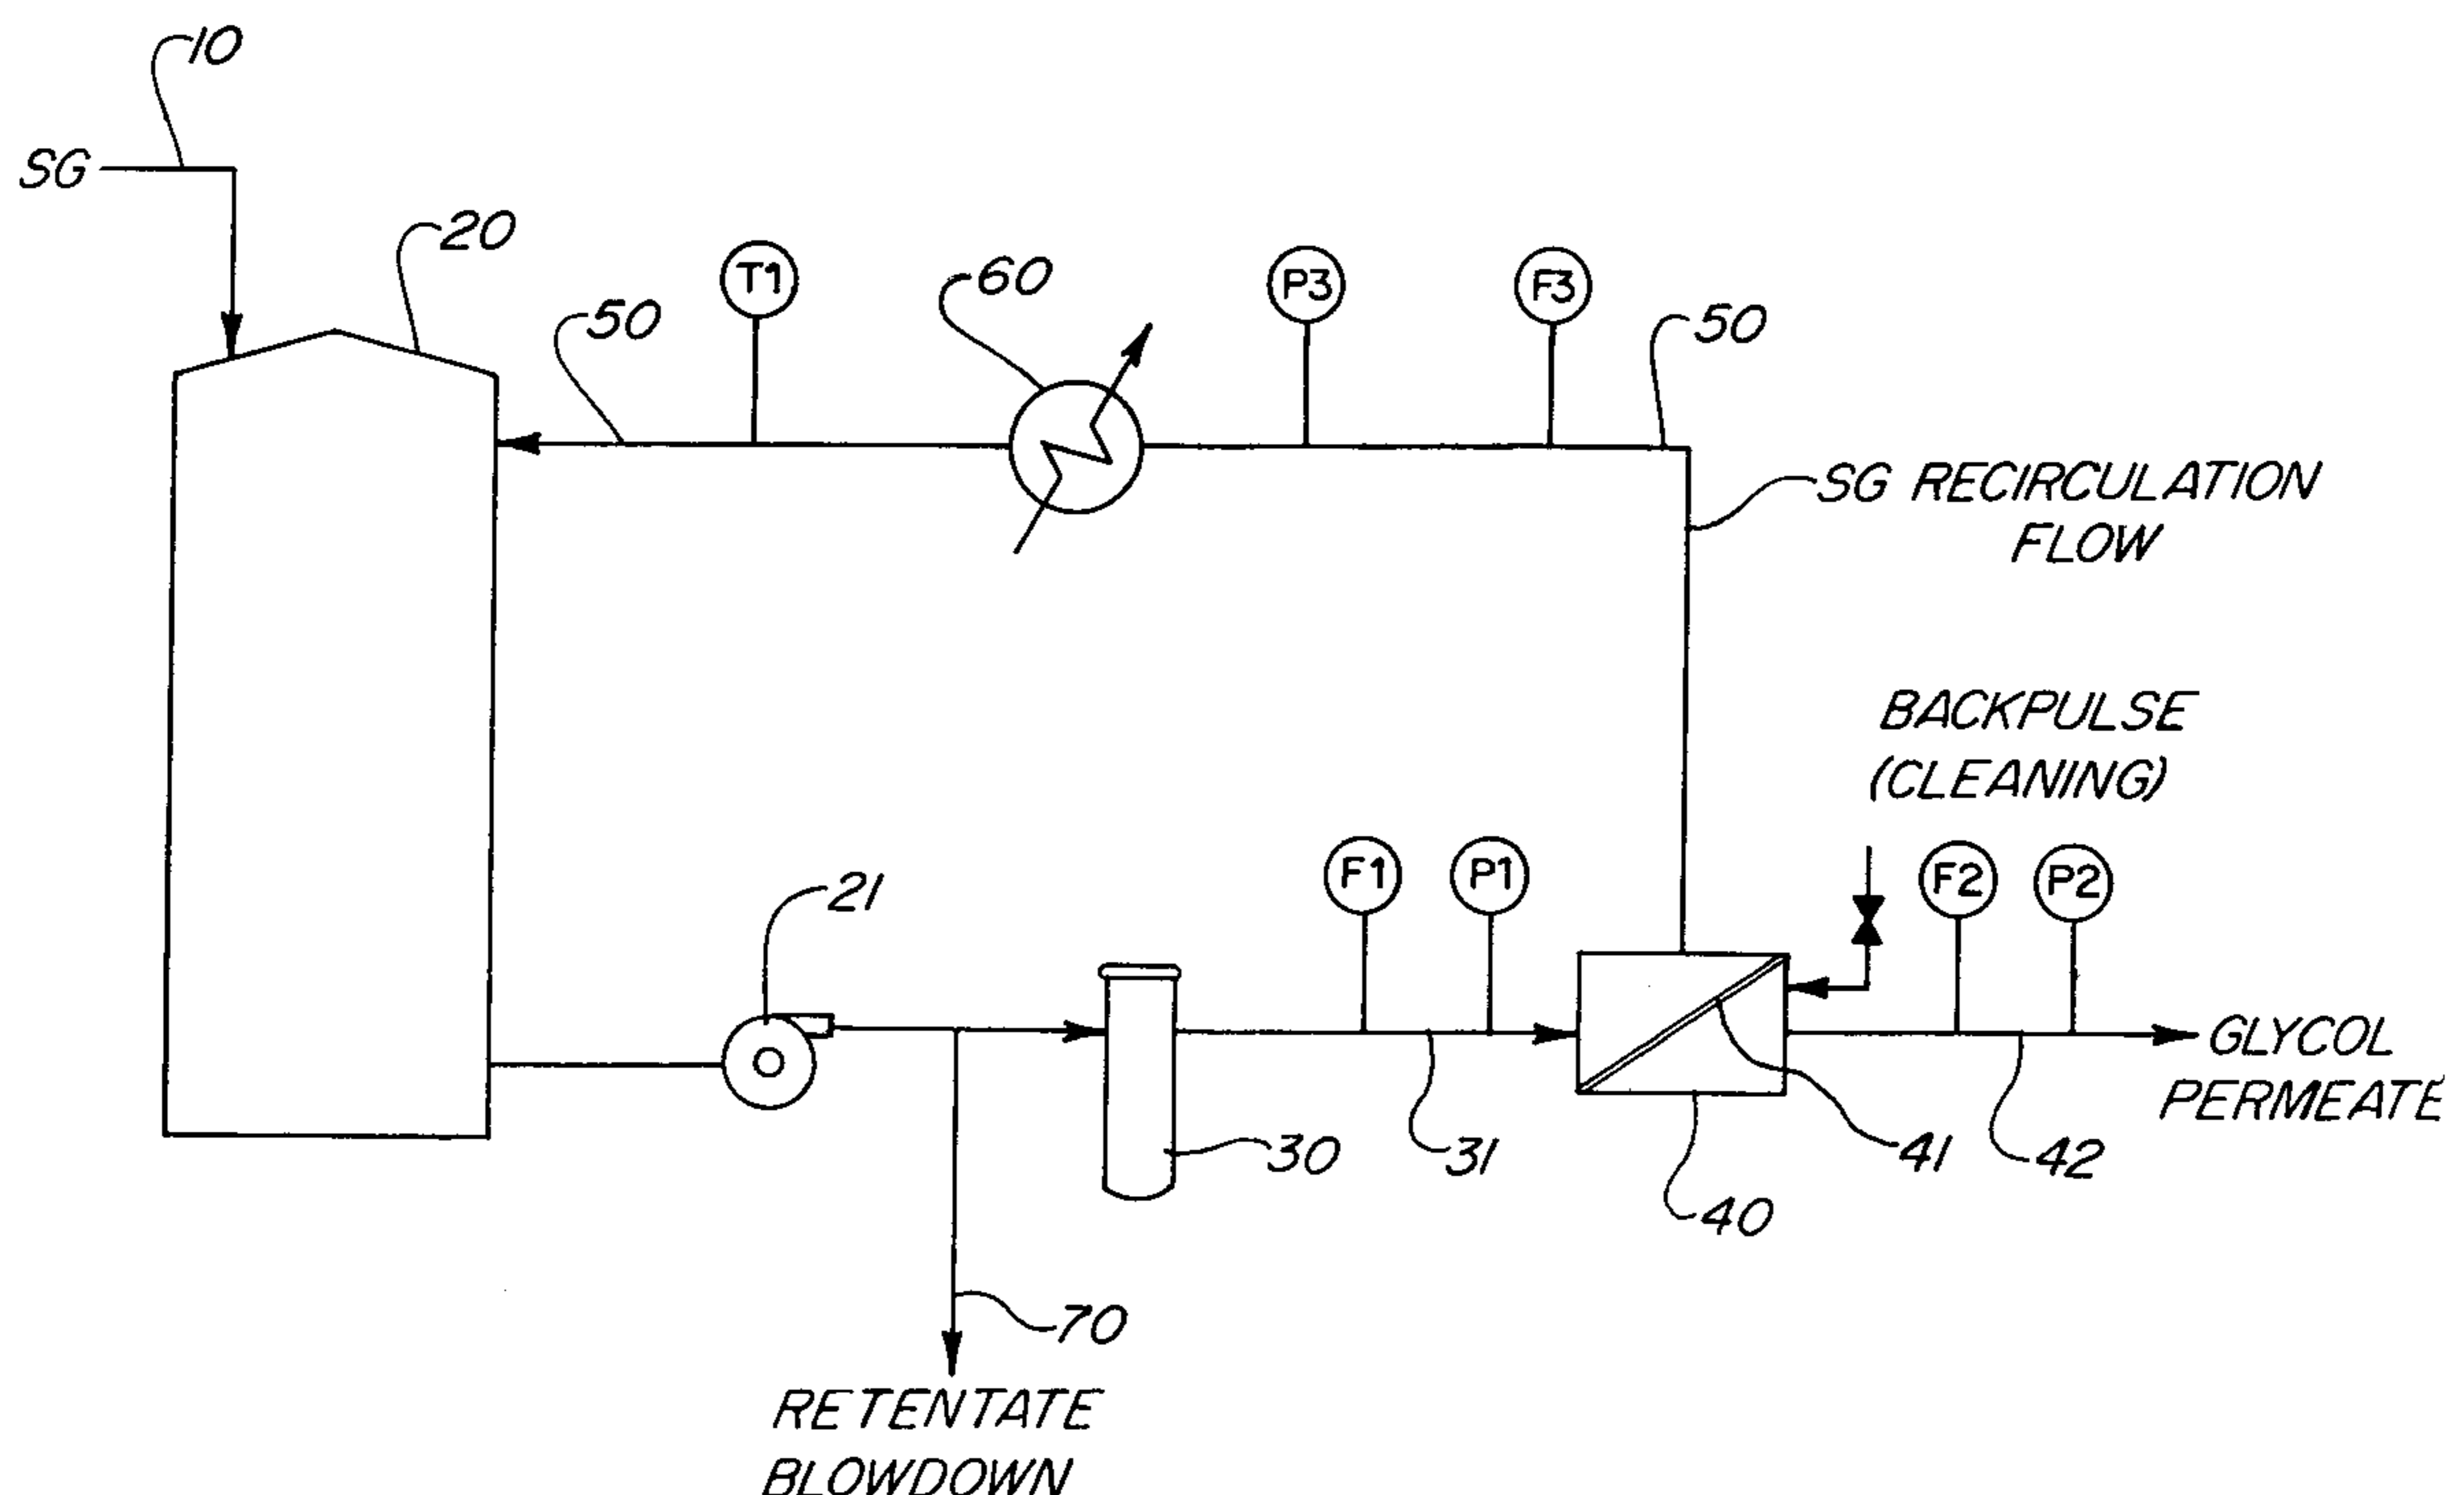 10
SG
20
50
T1
60
P3
F3
50
SG RECIRCULATION
FLOW
BACKPULSE
(CLEANING)
21
F1
P1
F2
P2
GLYCOL
PERMEATE
30
31
41
42
40
70
RETENTATE
BLOWDOWN